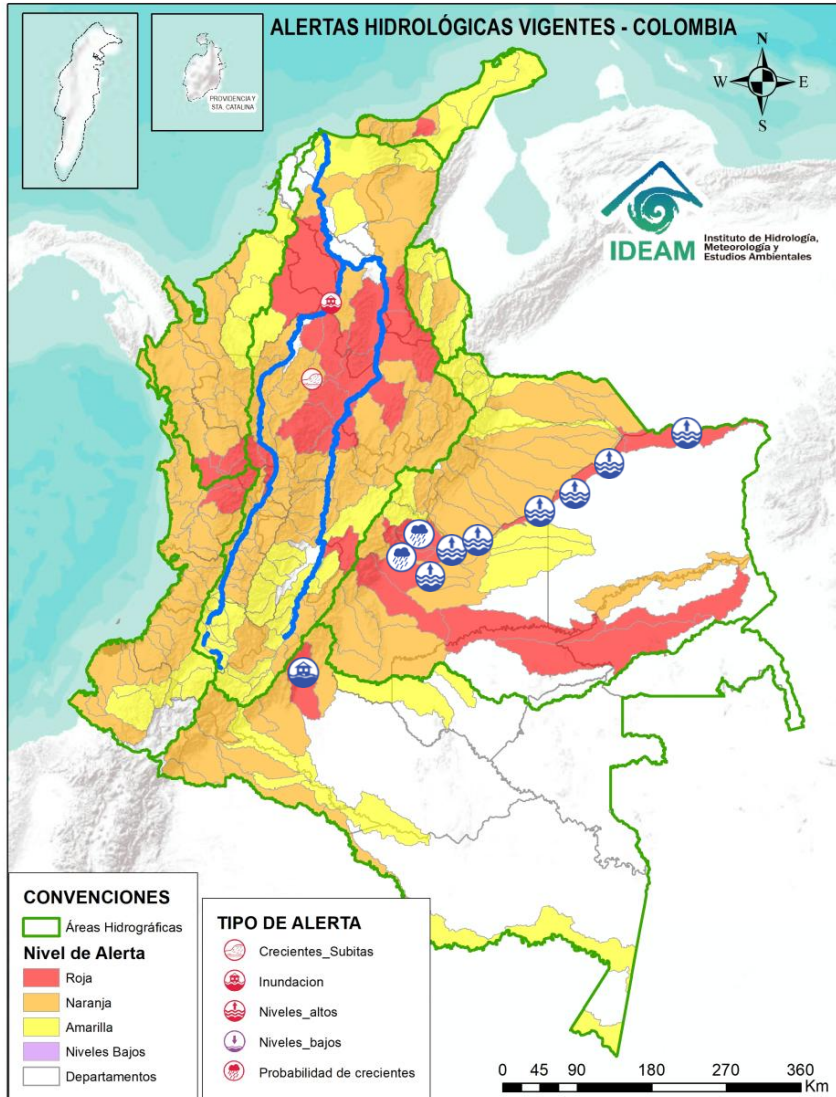 ALERTAS HIDROLÓGICAS VIGENTES - COLOMBIA
PROVIDENCIA Y
STA. CATALINA
N
W
E
S
IDEAM
Instituto de Hidrología,
Meteorología y
Estudios Ambientales
CONVENCIONES
Áreas Hidrográficas
Nivel de Alerta
Roja
Naranja
Amarilla
Niveles Bajos
Departamentos
TIPO DE ALERTA
Crecientes_Subitas
Inundacion
Niveles_altos
Niveles_bajos
Probabilidad de crecientes
0 45 90 180 270 360
Km